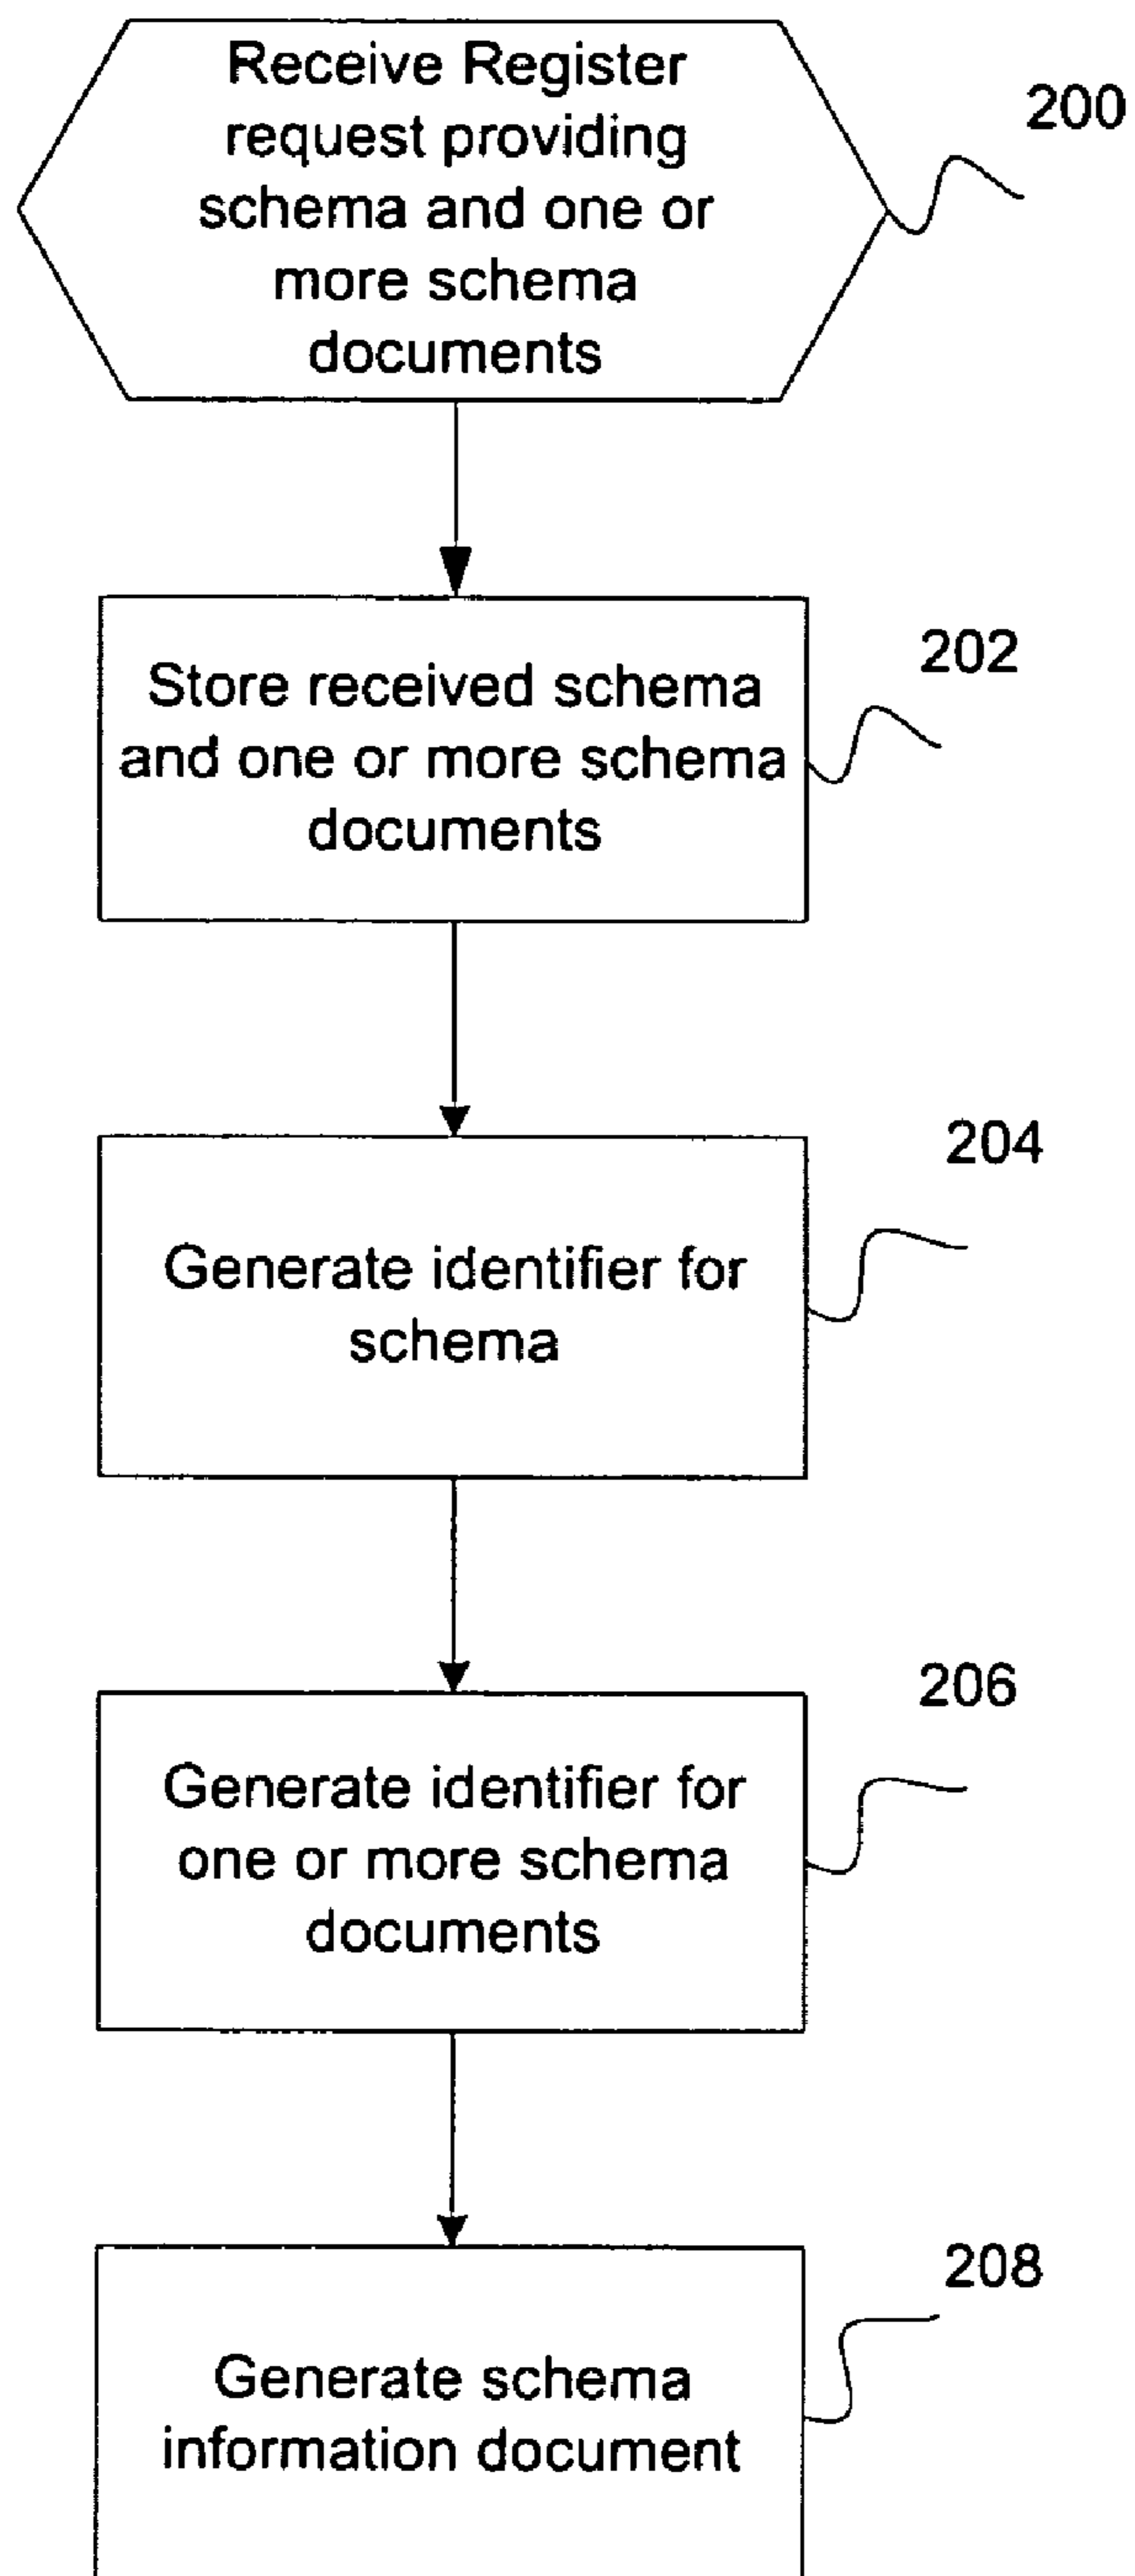 Receive Register
request providing
schema and one or
more schema
documents
200
Store received schema
and one or more schema
documents
202
Generate identifier for
schema
204
Generate identifier for
one or more schema
documents
206
Generate schema
information document
208